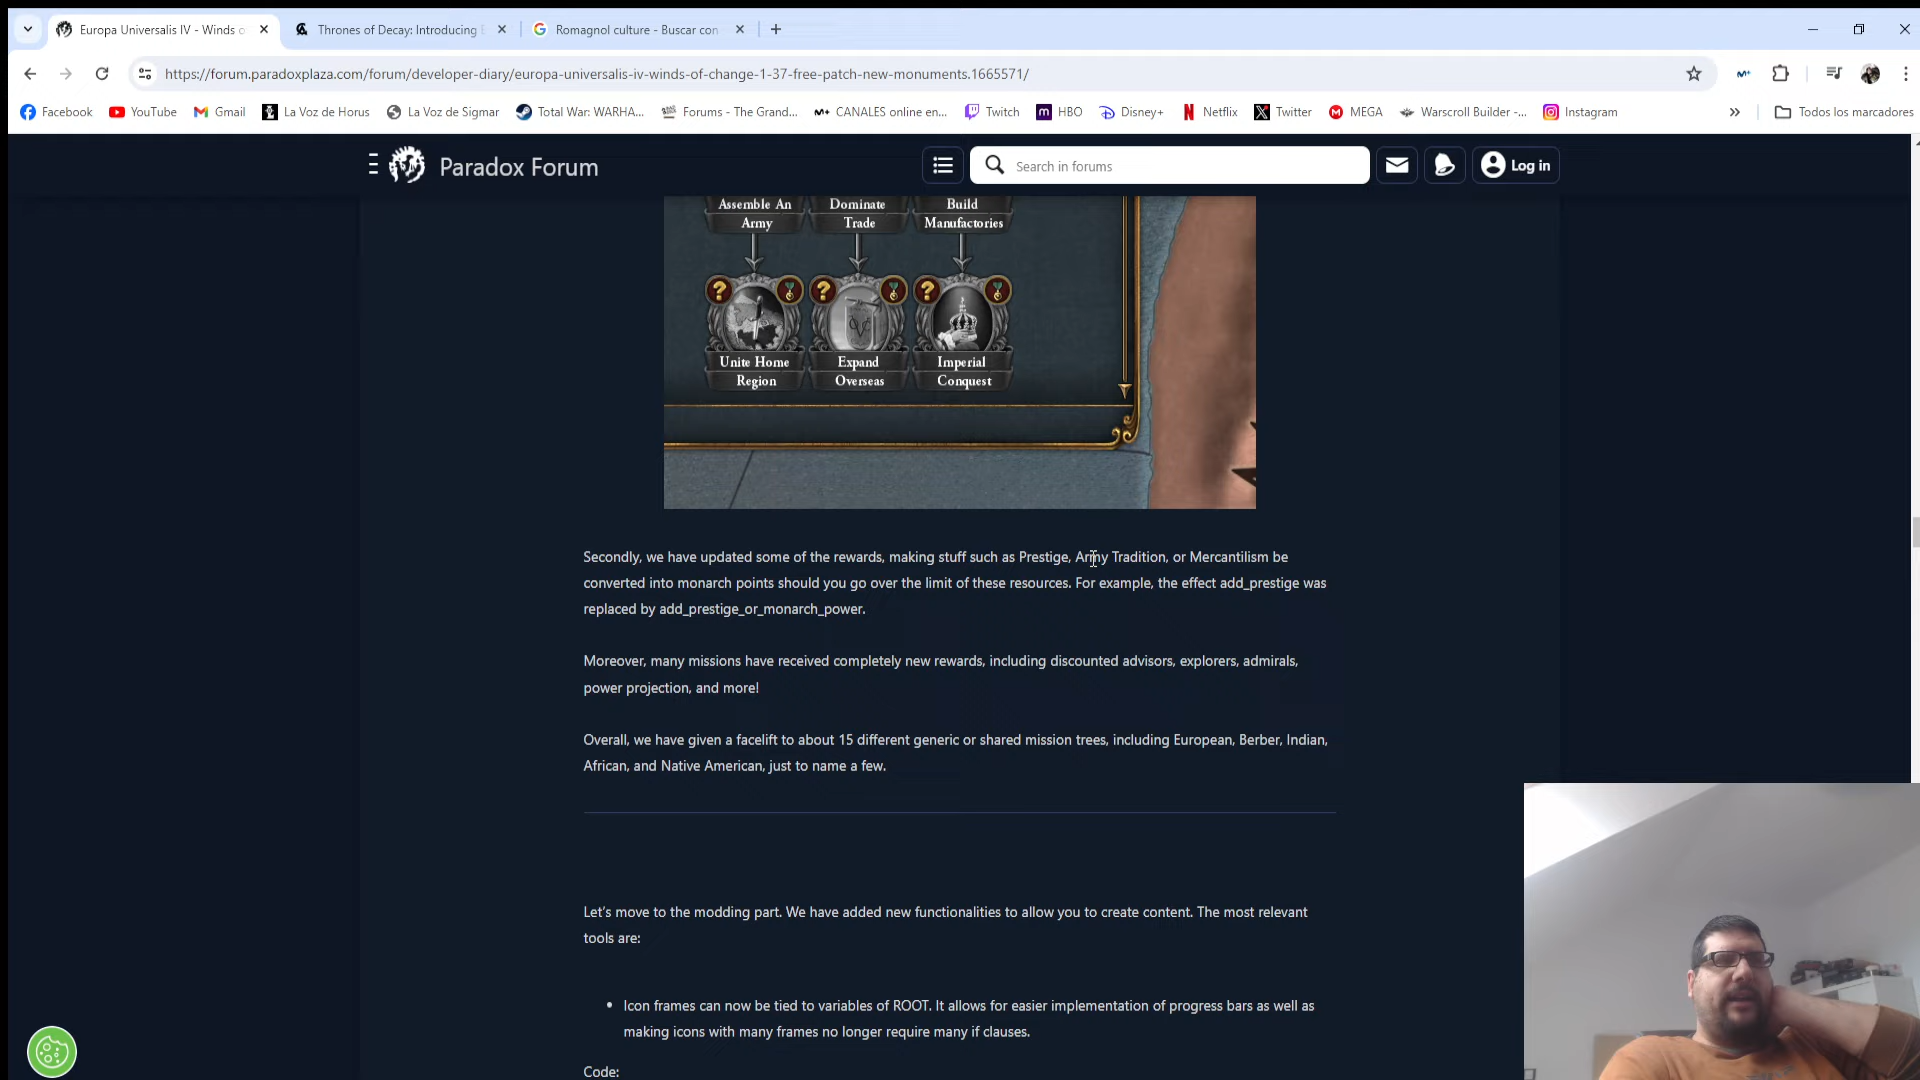 Europa Universalis IV - Winds o
Thrones of Decay: Introducing
Romagnol culture - Buscar con
https://forum.paradoxplaza.com/forum/developer-diary/europa-universalis-iv-winds-of-change-1-37-free-patch-new-monuments.1665571/
Facebook YouTube Gmail La Voz de Horus La Voz de Sigmar Total War: WARHA... Forums - The Grand... CANALES online en... Twitch HBO Disney+ Netflix Twitter MEGA Warscroll Builder -... Instagram » Todos los marcadores
Paradox Forum Search in forums Log in
Assemble An Dominate Build
Army Trade Manufactories
Unite Home Expand Imperial
Region Overseas Conquest
Secondly, we have updated some of the rewards, making stuff such as Prestige, Army Tradition, or Mercantilism be
converted into monarch points should you go over the limit of these resources. For example, the effect add_prestige was
replaced by add_prestige_or_monarch_power.
Moreover, many missions have received completely new rewards, including discounted advisors, explorers, admirals,
power projection, and more!
Overall, we have given a facelift to about 15 different generic or shared mission trees, including European, Berber, Indian,
African, and Native American, just to name a few.
Let's move to the modding part. We have added new functionalities to allow you to create content. The most relevant
tools are:
• Icon frames can now be tied to variables of ROOT. It allows for easier implementation of progress bars as well as
making icons with many frames no longer require many if clauses.
Code: